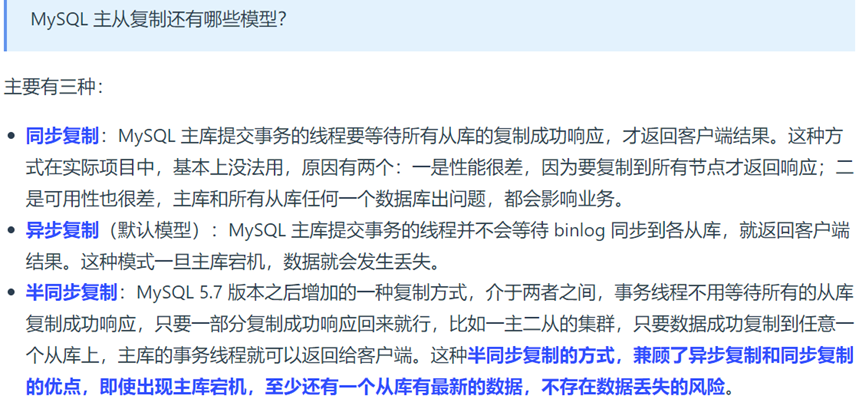 MySQL 主从复制还有哪些模型？
主要有三种：
同步复制：MySQL 主库提交事务的线程要等待所有从库的复制成功响应，才返回客户端结果。这种方
式在实际项目中，基本上没法用，原因有两个：一是性能很差，因为要复制到所有节点才返回响应；二
是可用性也很差，主库和所有从库任何一个数据库出问题，都会影响业务。
异步复制（默认模型）：MySQL 主库提交事务的线程并不会等待 binlog 同步到各从库，就返回客户端
结果。这种模式一旦主库宕机，数据就会发生丢失。
半同步复制：MySQL 5.7 版本之后增加的一种复制方式，介于两者之间，事务线程不用等待所有的从库
复制成功响应，只要一部分复制成功响应回来就行，比如一主二从的集群，只要数据成功复制到任意一
个从库上，主库的事务线程就可以返回给客户端。这种半同步复制的方式，兼顾了异步复制和同步复制
的优点，即使出现主库宕机，至少还有一个从库有最新的数据，不存在数据丢失的风险。